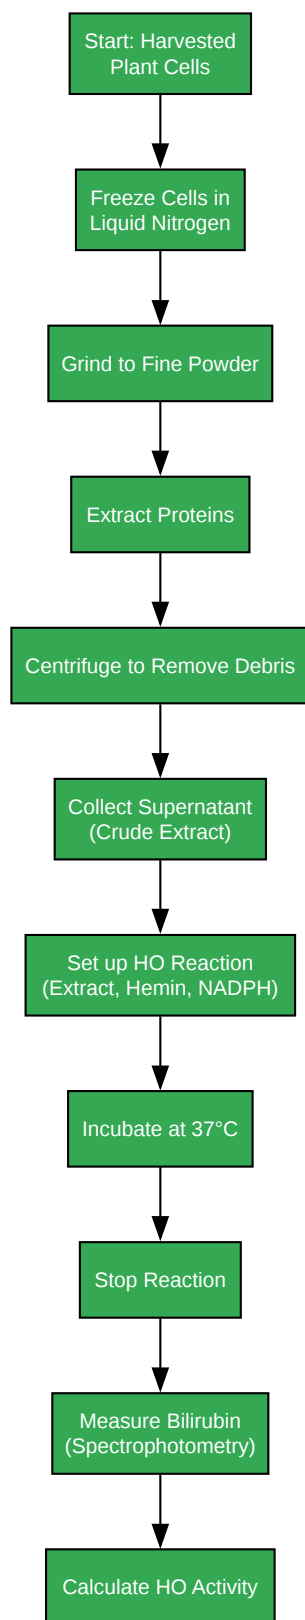 Start: Harvested
Plant Cells
Freeze Cells in
Liquid Nitrogen
Grind to Fine Powder
Extract Proteins
Centrifuge to Remove Debris
Collect Supernatant
(Crude Extract)
Set up HO Reaction
(Extract, Hemin, NADPH)
Incubate at 37°C
Stop Reaction
Measure Bilirubin
(Spectrophotometry)
Calculate HO Activity